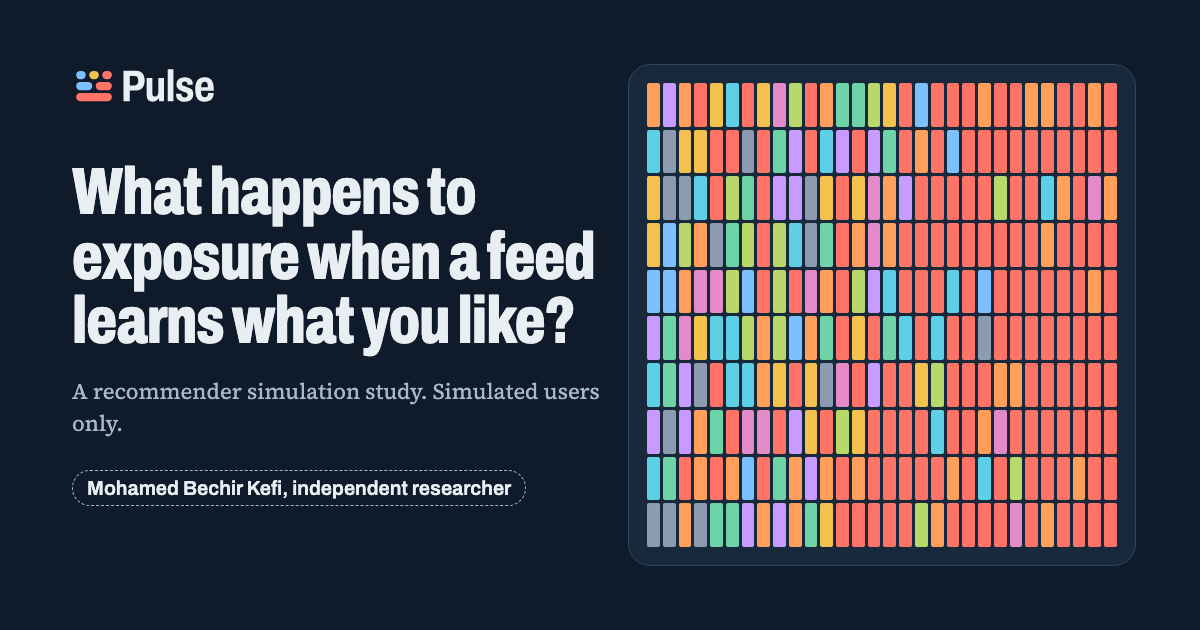 Pulse
What happens to
exposure when a feed
learns what you like?
A recommender simulation study. Simulated users
only.
Mohamed Bechir Kefi, independent researcher